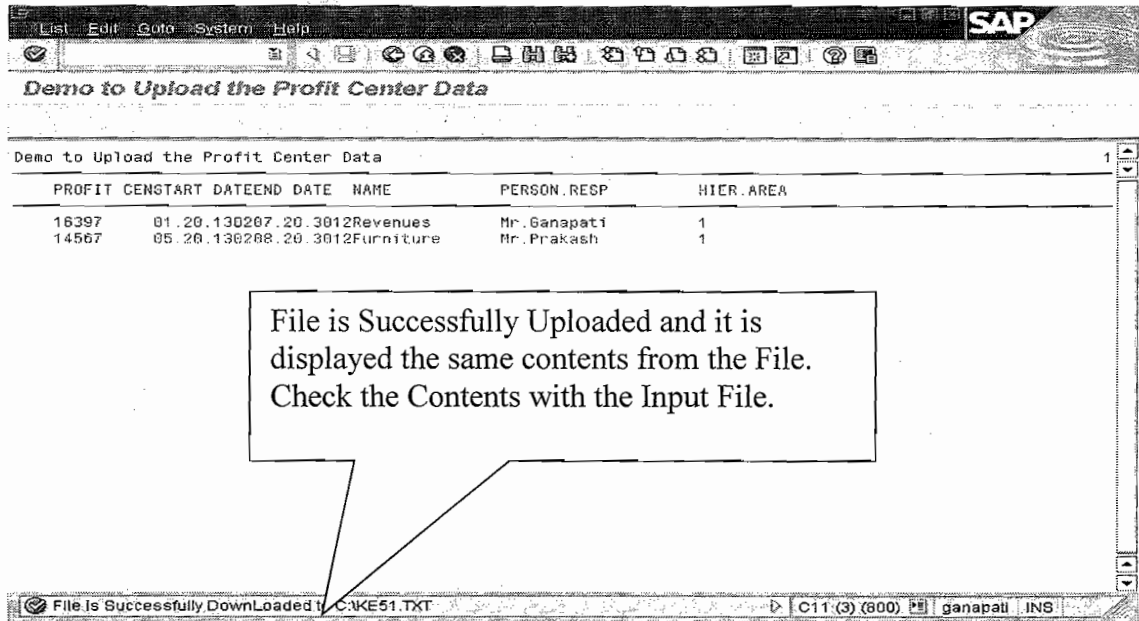 List Edit Goto System Help
SAP
Demo to Upload the Profit Center Data
Demo to Upload the Profit Center Data 1
PROFIT CENSTART DATEEND DATE NAME PERSON.RESP HIER.AREA
16397 01.20.130207.20.3012Revenues Mr.Ganapati 1
14567 05.20.130208.20.3012Furniture Mr.Prakash 1
File is Successfully Uploaded and it is
displayed the same contents from the File.
Check the Contents with the Input File.
File Is Successfully DownLoaded t C:\KE51.TXT C11 (3) (800) ganapati INS